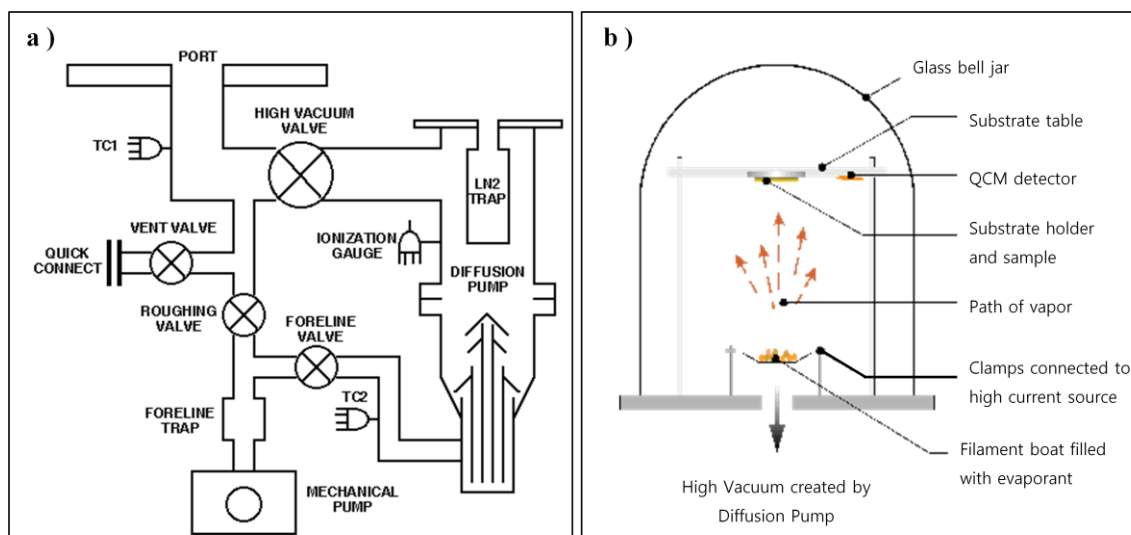 a )
PORT
HIGH VACUUM
VALVE
TC1
LN2
TRAP
VENT VALVE
IONIZATION
GAUGE
QUICK
CONNECT
DIFFUSION
PUMP
ROUGHING
VALVE
FORELINE
VALVE
TC2
FORELINE
TRAP
MECHANICAL
PUMP
b )
Glass bell jar
Substrate table
QCM detector
Substrate holder
and sample
Path of vapor
Clamps connected to
high current source
Filament boat filled
with evaporant
High Vacuum created by
Diffusion Pump